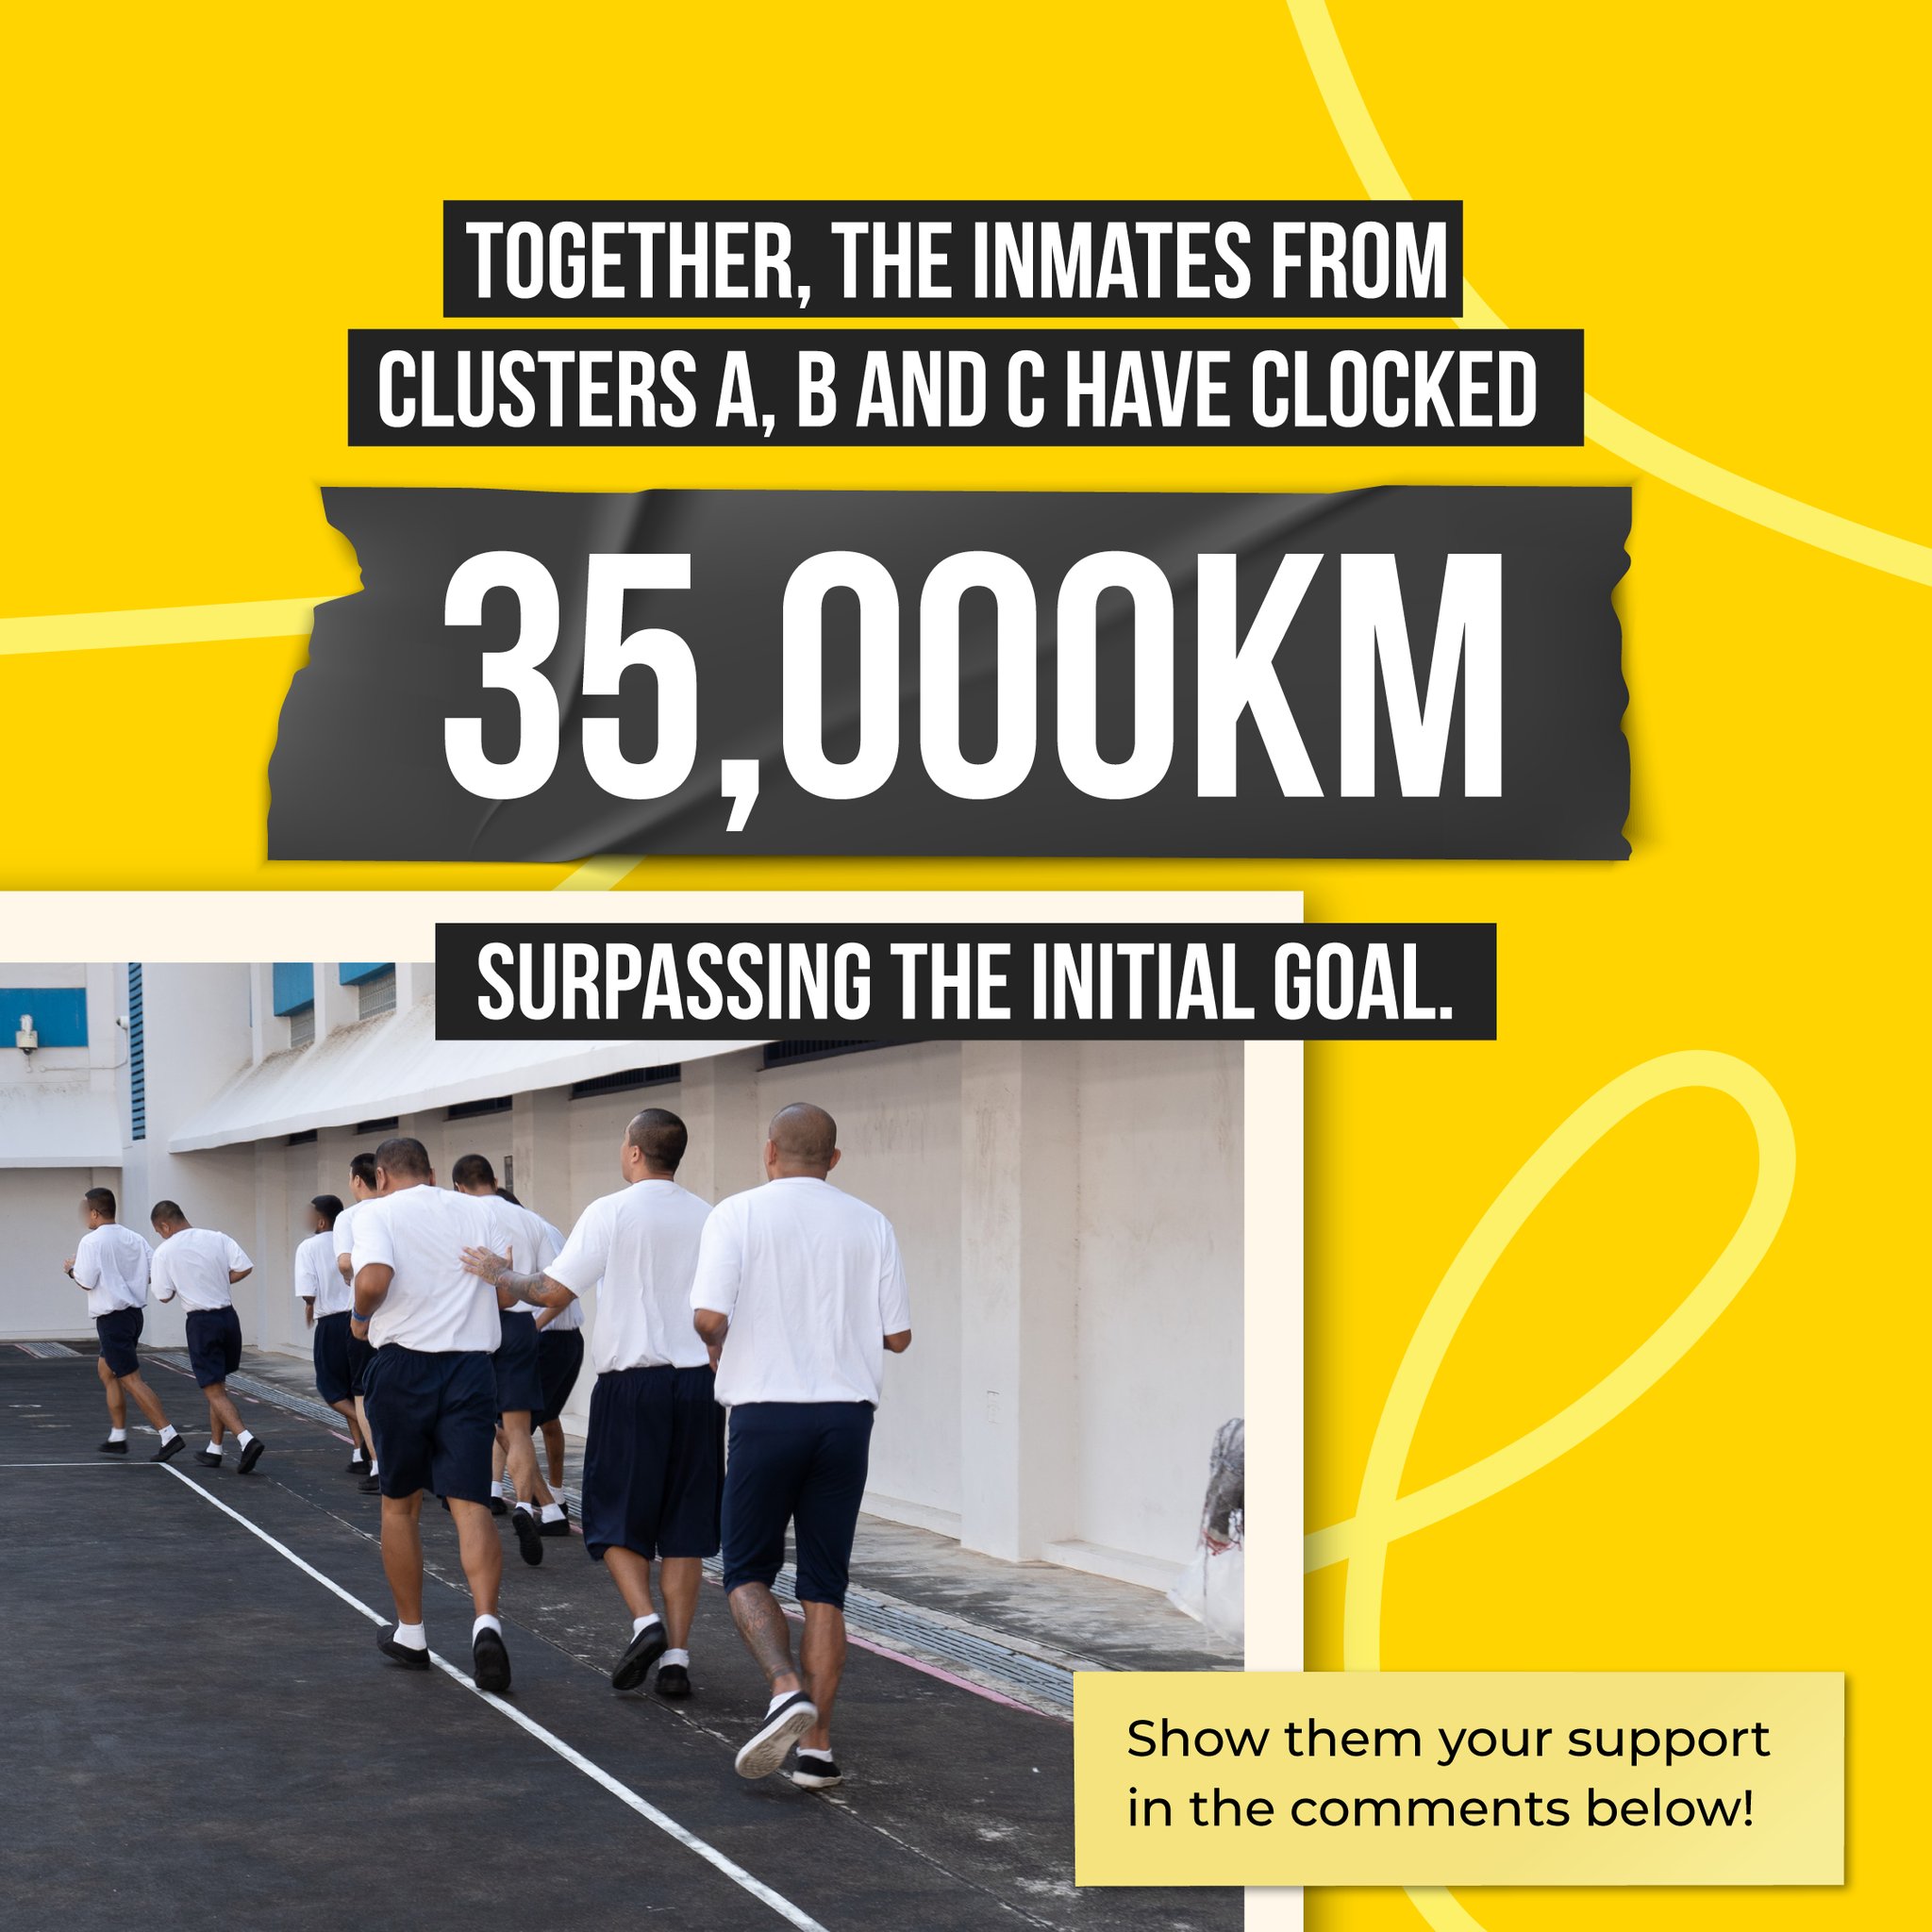 TOGETHER, THE INMATES FROM
CLUSTERS A, B AND C HAVE CLOCKED
35,000KM
SURPASSING THE INITIAL GOAL.
Show them your support
in the comments below!